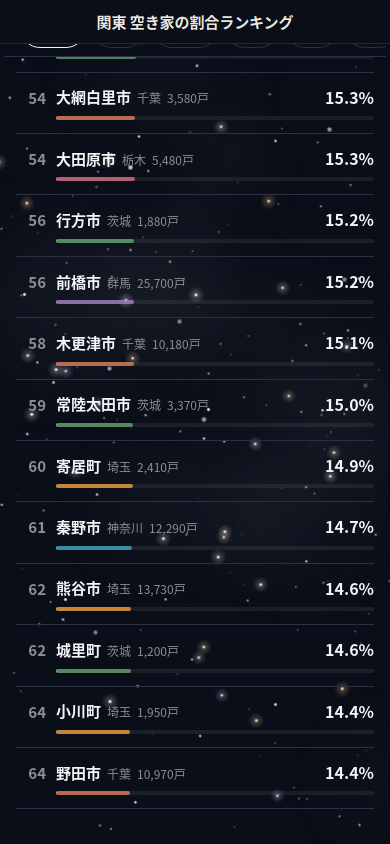 関東 空き家の割合ランキング
54 大網白里市 千葉 3,580戸 15.3%
54 大田原市 栃木 5,480戸 15.3%
56 行方市 茨城 1,880戸 15.2%
56 前橋市 群馬 25,700戸 15.2%
58 木更津市 千葉 10,180戸 15.1%
59 常陸太田市 茨城 3,370戸 15.0%
60 寄居町 埼玉 2,410戸 14.9%
61 秦野市 神奈川 12,290戸 14.7%
62 熊谷市 埼玉 13,730戸 14.6%
62 城里町 茨城 1,200戸 14.6%
64 小川町 埼玉 1,950戸 14.4%
64 野田市 千葉 10,970戸 14.4%